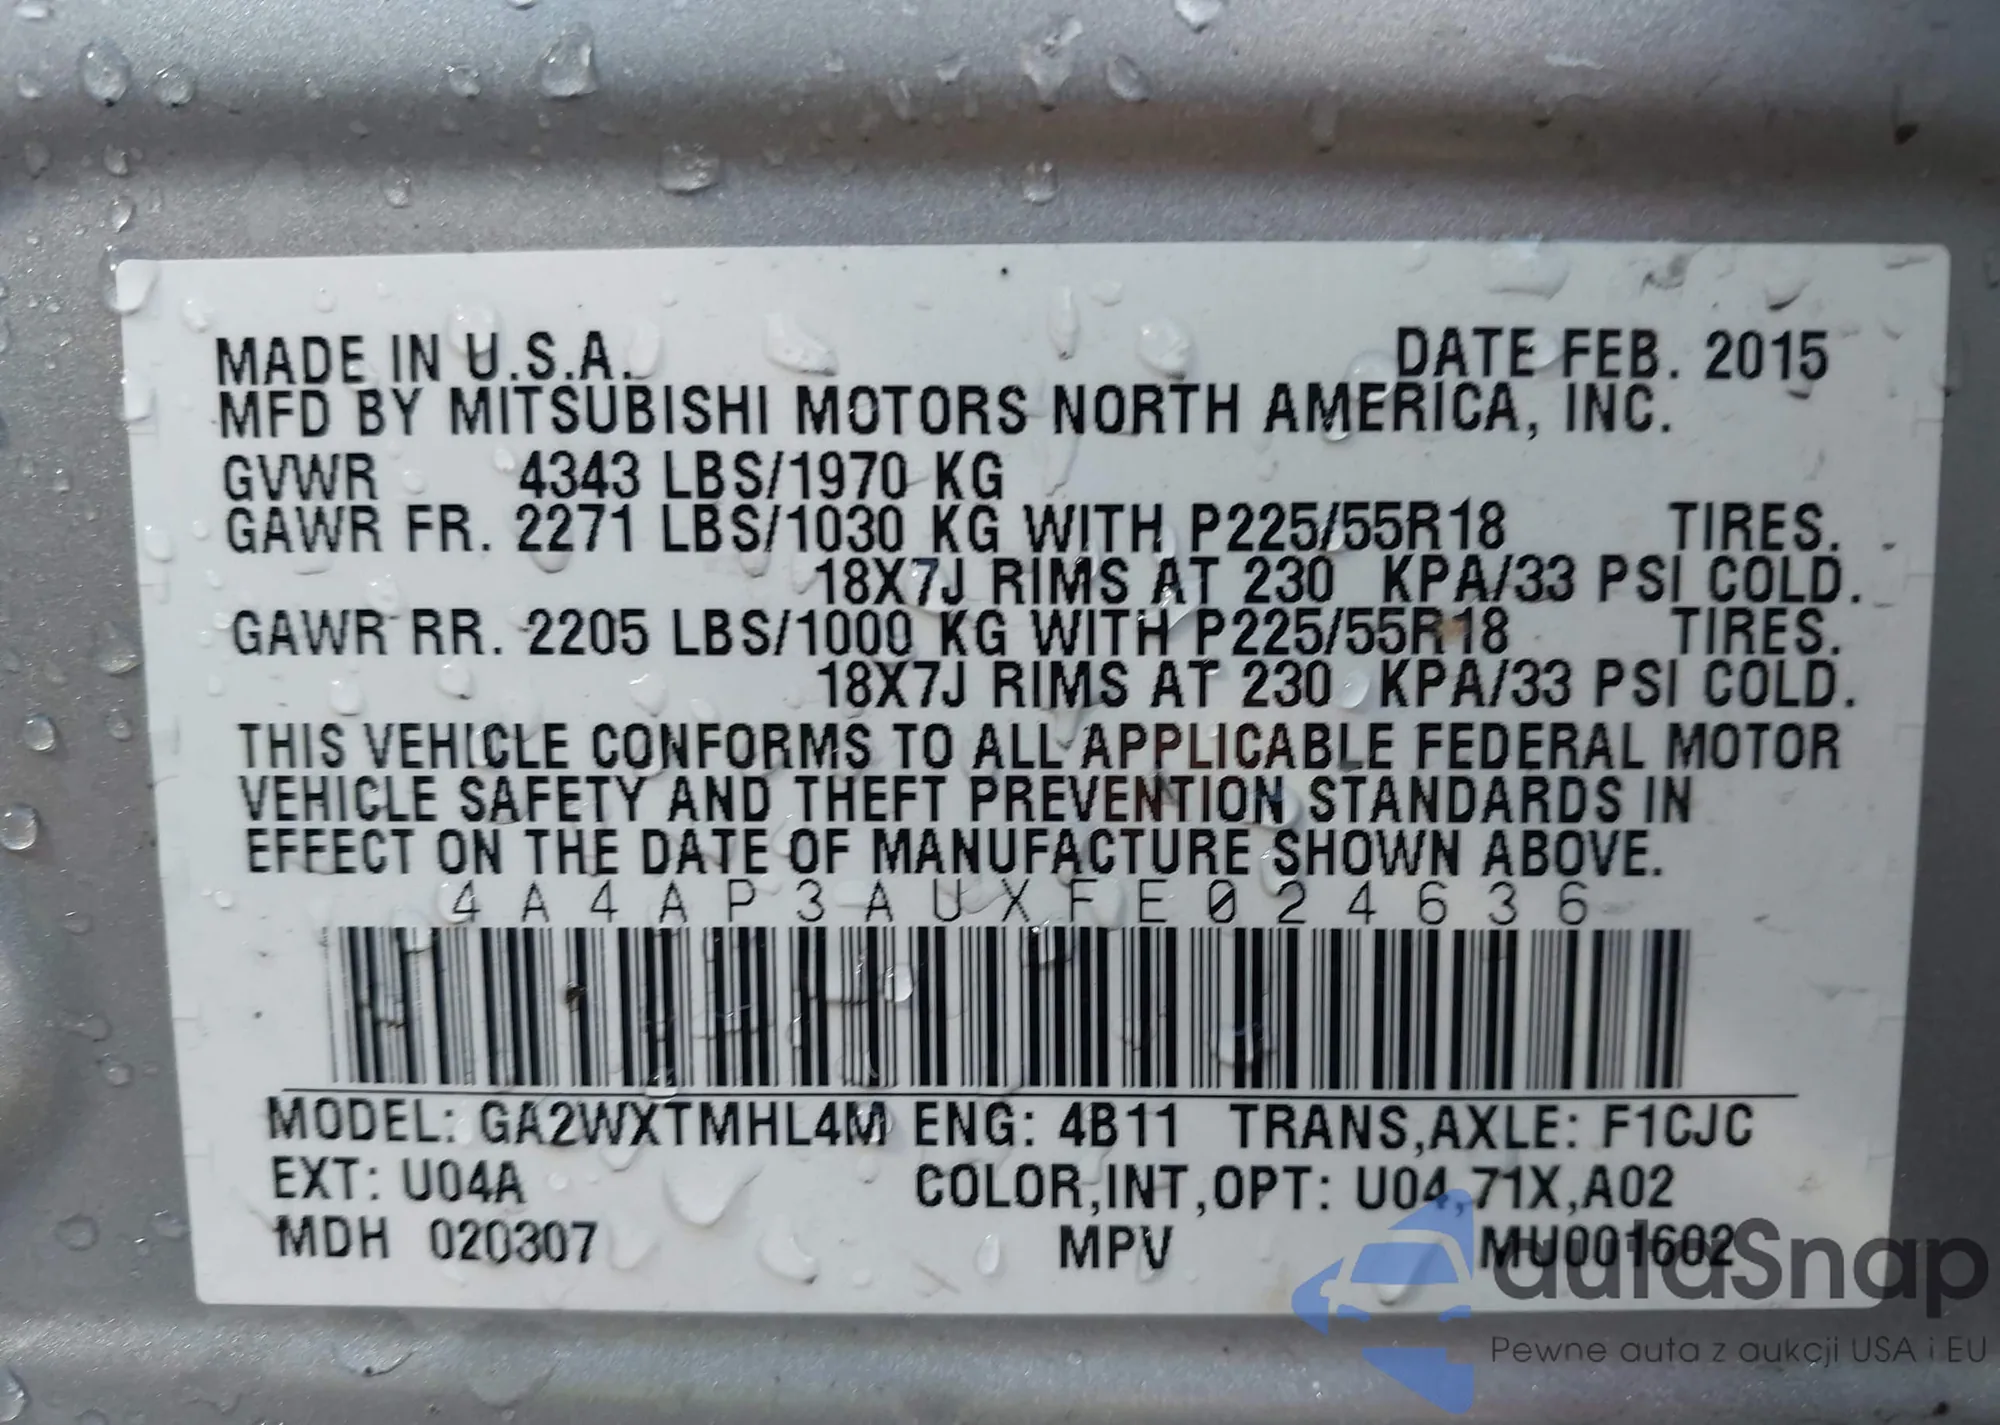 MADE IN U.S.A. DATE FEB. 2015
MFD BY MITSUBISHI MOTORS NORTH AMERICA, INC.
GVWR 4343 LBS/1970 KG
GAWR FR. 2271 LBS/1030 KG WITH P225/55R18 TIRES.
18X7J RIMS AT 230 KPA/33 PSI COLD.
GAWR RR. 2205 LBS/1000 KG WITH P225/55R18 TIRES.
18X7J RIMS AT 230 KPA/33 PSI COLD.
THIS VEHICLE CONFORMS TO ALL APPLICABLE FEDERAL MOTOR
VEHICLE SAFETY AND THEFT PREVENTION STANDARDS IN
EFFECT ON THE DATE OF MANUFACTURE SHOWN ABOVE.
4A4AP3AUXFE024636
MODEL: GA2WXTMHL4M ENG: 4B11 TRANS,AXLE: F1CJC
EXT: U04A COLOR,INT,OPT: U04,71X,A02
MDH 020307 MPV MU001602
autaSnap
Pewne auta z aukcji USA i EU